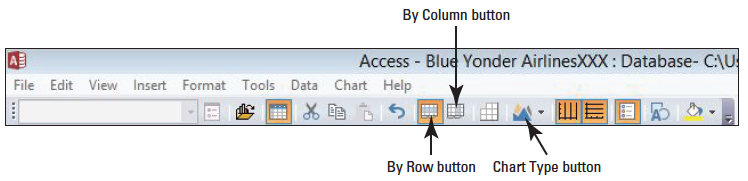 By Column button
Access - Blue Yonder AirlinesXXX : Database- C:\Us
File Edit View Insert Format Tools Data Chart Help
By Row button Chart Type button